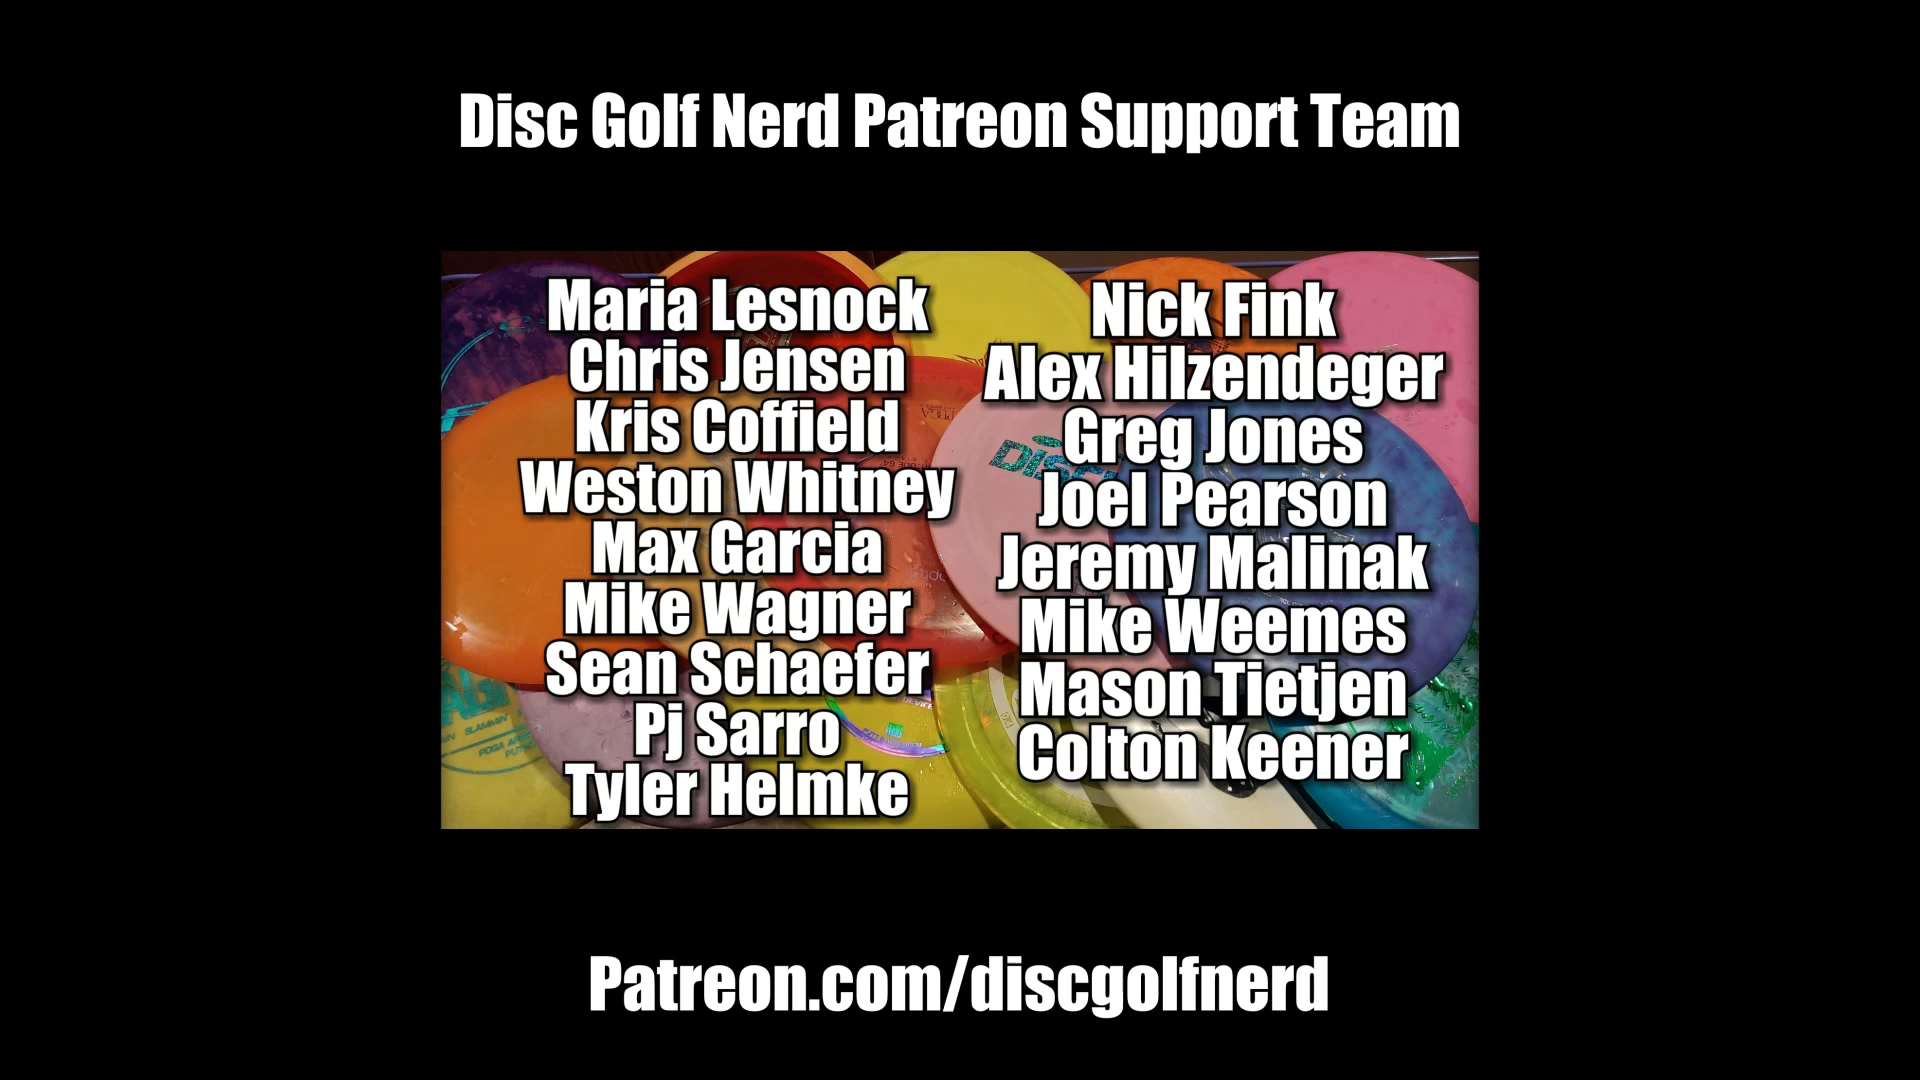 Disc Golf Nerd Patreon Support Team
Maria Lesnock
Chris Jensen
Kris Coffield
Weston Whitney
Max Garcia
Mike Wagner
Sean Schaefer
Pj Sarro
Tyler Helmke
Nick Fink
Alex Hilzendeger
Greg Jones
Joel Pearson
Jeremy Malinak
Mike Weemes
Mason Tietjen
Colton Keener
Patreon.com/discgolfnerd